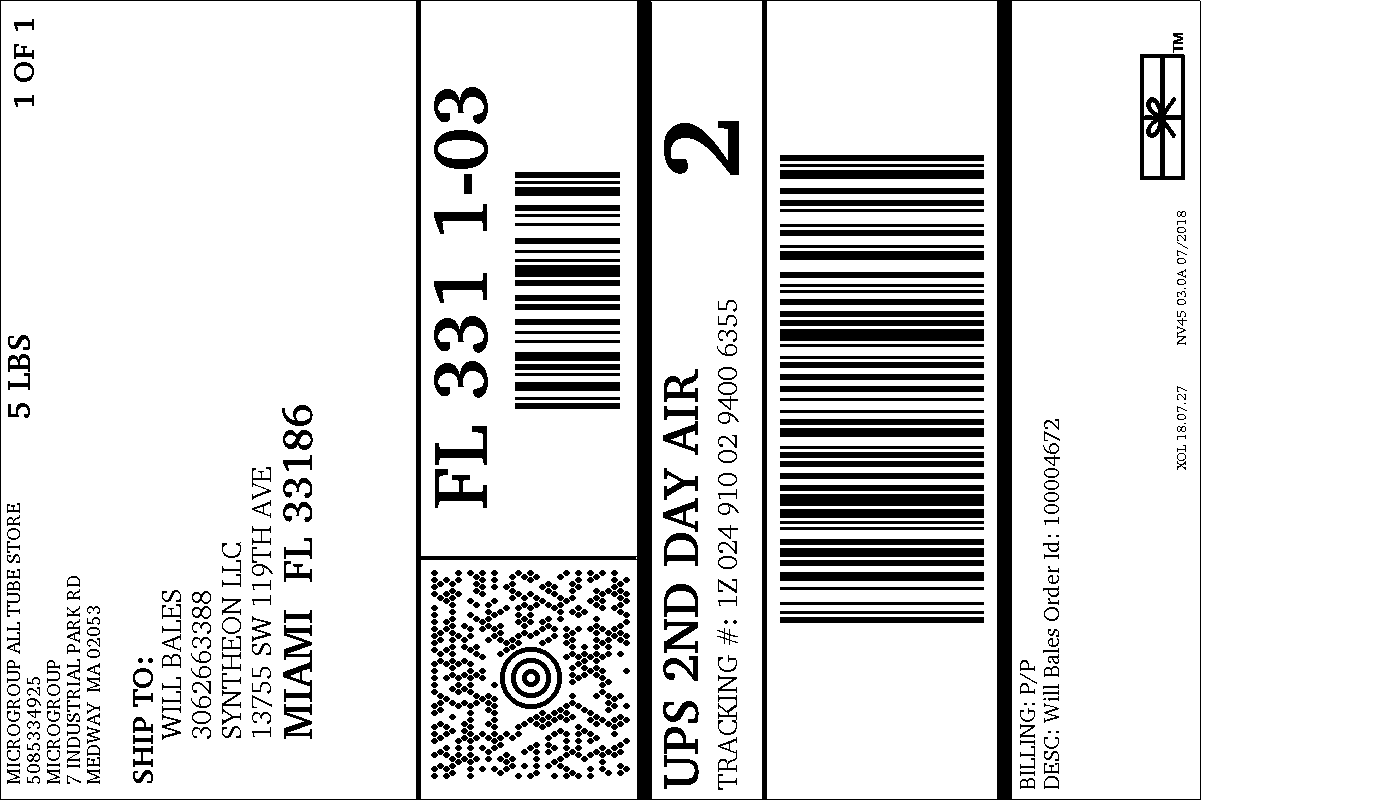 MICROGROUP ALL TUBE STORE
5085334925
MICROGROUP
7 INDUSTRIAL PARK RD
MEDWAY MA 02053
5 LBS
1 OF 1
SHIP TO:
WILL BALES
3062663388
SYNTHEON LLC
13755 SW 119TH AVE
MIAMI FL 33186
FL 331 1-03
UPS 2ND DAY AIR
TRACKING #: 1Z 024 910 02 9400 6355
2
BILLING: P/P
DESC: Will Bales Order Id: 100004672
XOL 18.07.27 NV45 03.0A 07/2018
TM